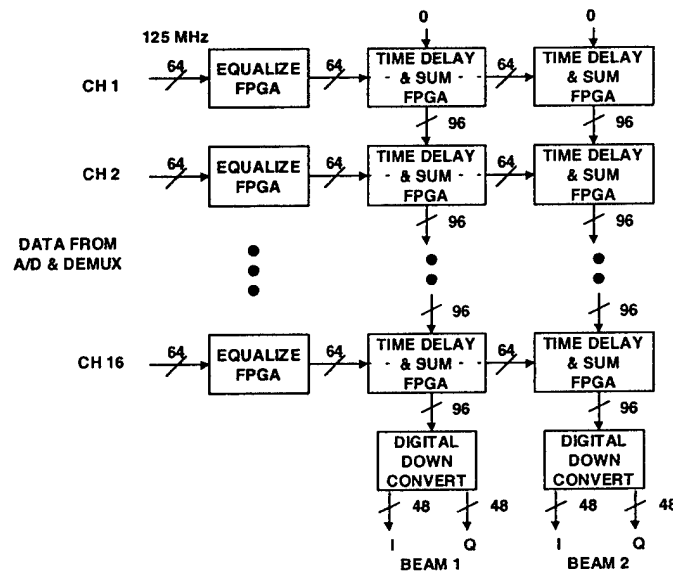 0 0
125 MHz
CH 1 64 EQUALIZE FPGA 64 TIME DELAY & SUM FPGA 64 TIME DELAY & SUM FPGA
96 96
CH 2 64 EQUALIZE FPGA 64 TIME DELAY & SUM FPGA 64 TIME DELAY & SUM FPGA
96 96
DATA FROM
A/D & DEMUX
96 96
CH 16 64 EQUALIZE FPGA 64 TIME DELAY & SUM FPGA 64 TIME DELAY & SUM FPGA
96 96
DIGITAL DOWN CONVERT DIGITAL DOWN CONVERT
48 48 48 48
I Q I Q
BEAM 1 BEAM 2